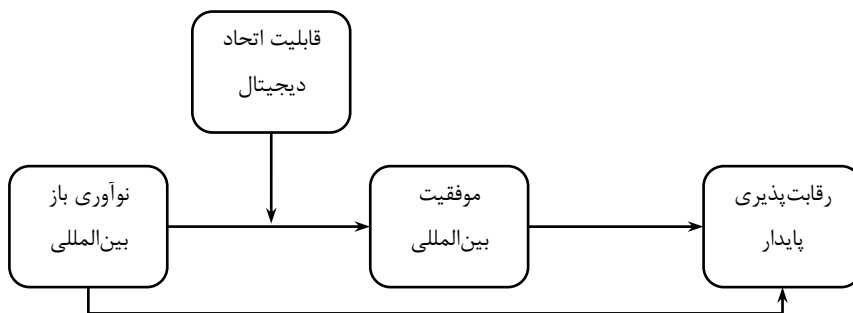 قابلیت اتحاد
دیجیتال
نوآوری باز
بین‌المللی
موفقیت
بین‌المللی
رقابت‌پذیری
پایدار